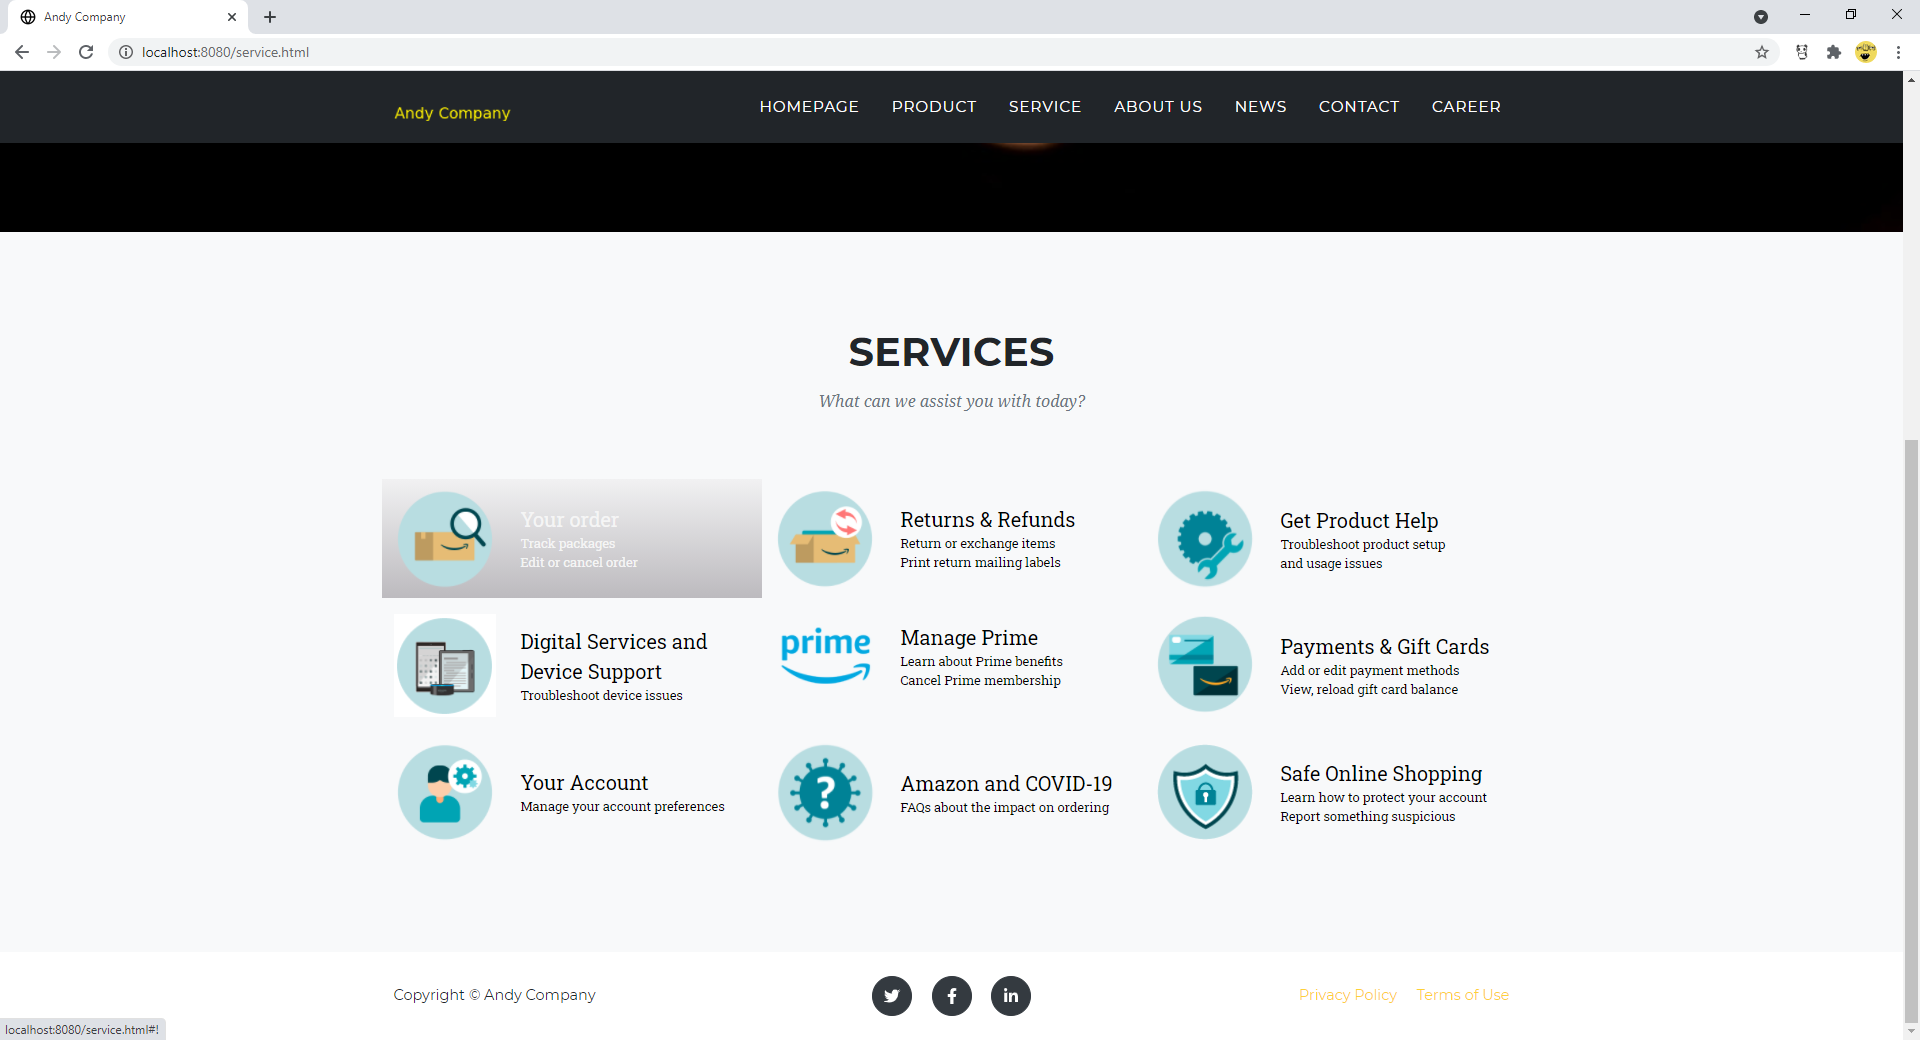 Andy Company
localhost:8080/service.html
Andy Company
HOMEPAGE PRODUCT SERVICE ABOUT US NEWS CONTACT CAREER
SERVICES
What can we assist you with today?
Your order
Track packages
Edit or cancel order
Returns & Refunds
Return or exchange items
Print return mailing labels
Get Product Help
Troubleshoot product setup
and usage issues
Digital Services and
Device Support
Troubleshoot device issues
prime
Manage Prime
Learn about Prime benefits
Cancel Prime membership
Payments & Gift Cards
Add or edit payment methods
View, reload gift card balance
Your Account
Manage your account preferences
?
Amazon and COVID-19
FAQs about the impact on ordering
Safe Online Shopping
Learn how to protect your account
Report something suspicious
Copyright © Andy Company
Privacy Policy Terms of Use
localhost:8080/service.html#!